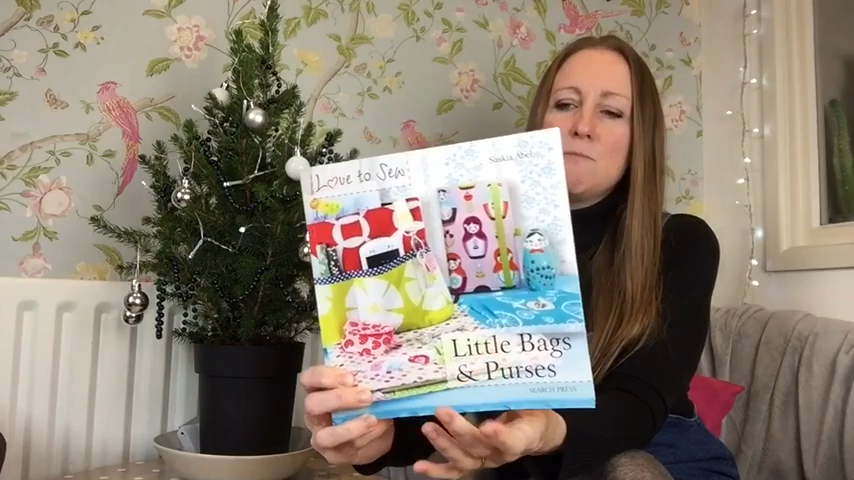 Love to Sew
Saskia Abel
Little Bags
& Purses
SEARCH PRESS